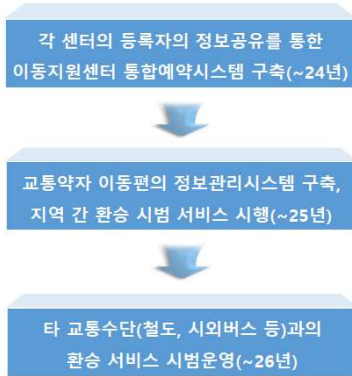 각 센터의 등록자의 정보공유를 통한
이동지원센터 통합예약시스템 구축(~24년)
교통약자 이동편의 정보관리시스템 구축,
지역 간 환승 시범 서비스 시행(~25년)
타 교통수단(철도, 시외버스 등)과의
환승 서비스 시범운영(~26년)